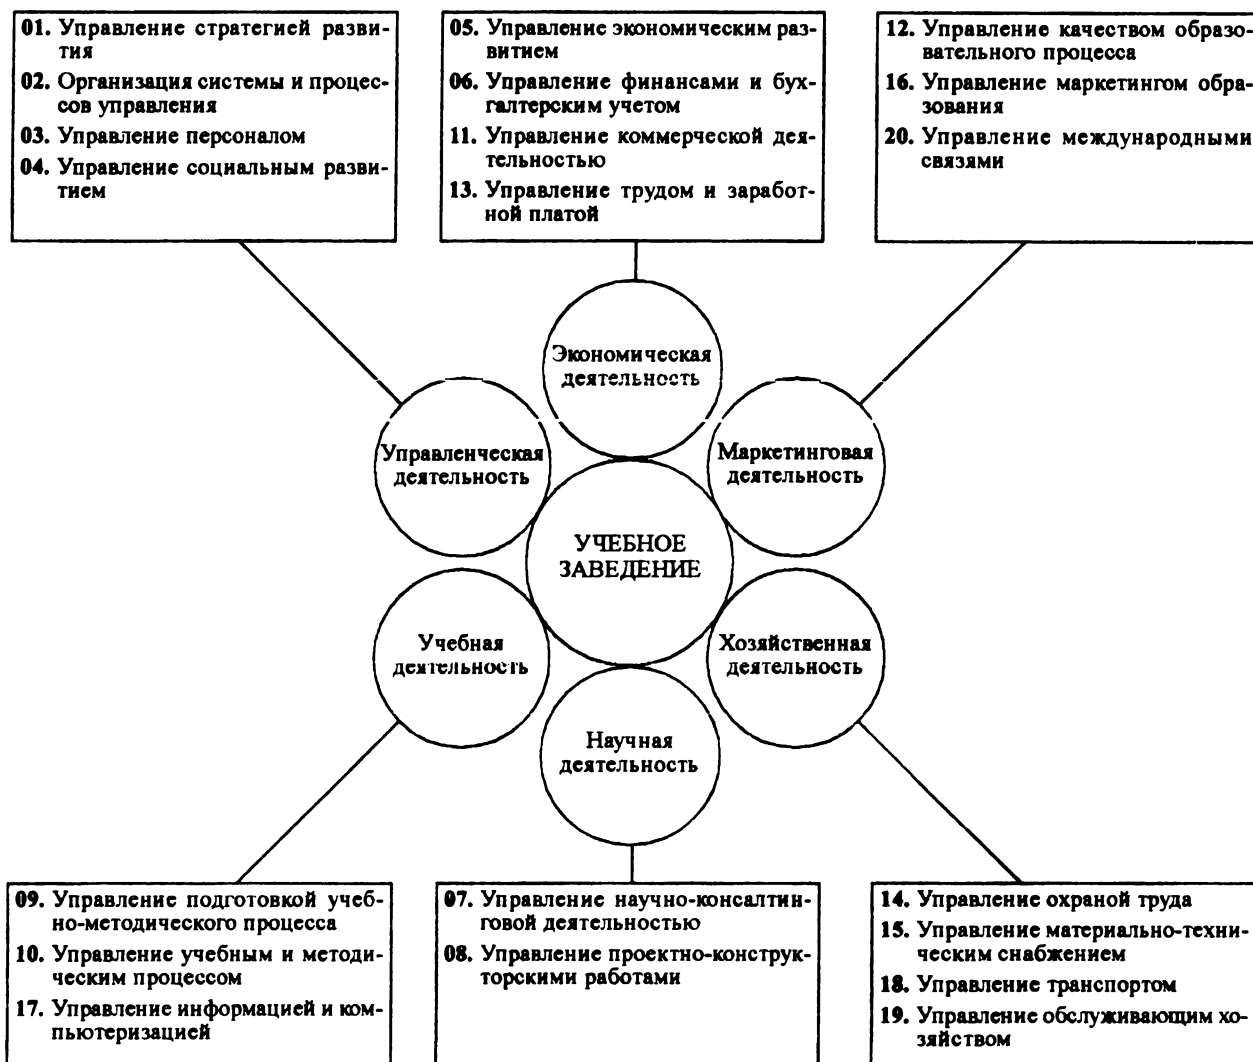 01. Управление стратегией разви-
тия
02. Организация системы и процес-
сов управления
03. Управление персоналом
04. Управление социальным разви-
тием
05. Управление экономическим раз-
витием
06. Управление финансами и бух-
галтерским учетом
11. Управление коммерческой дея-
тельностью
13. Управление трудом и заработ-
ной платой
12. Управление качеством образо-
вательного процесса
16. Управление маркетингом обра-
зования
20. Управление международными
связями
Экономическая
деятельность
Управленческая
деятельность
Маркетинговая
деятельность
УЧЕБНОЕ
ЗАВЕДЕНИЕ
Учебная
деятельность
Хозяйственная
деятельность
Научная
деятельность
09. Управление подготовкой учеб-
но-методического процесса
10. Управление учебным и методи-
ческим процессом
17. Управление информацией и ком-
пьютеризацией
07. Управление научно-консалтин-
говой деятельностью
08. Управление проектно-конструк-
торскими работами
14. Управление охраной труда
15. Управление материально-техни-
ческим снабжением
18. Управление транспортом
19. Управление обслуживающим хо-
зяйством